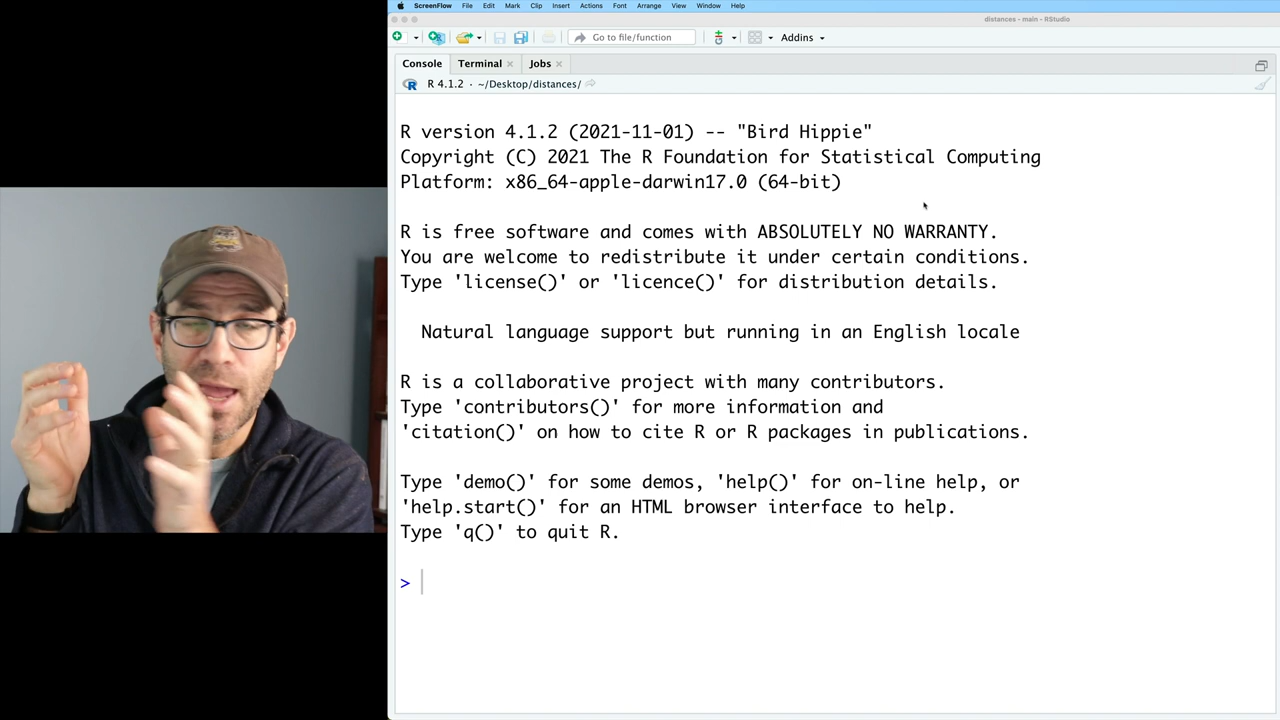 ScreenFlow File Edit Mark Clip Insert Actions Font Arrange View Window Help
distances - main - RStudio
Go to file/function Addins
Console Terminal Jobs
R 4.1.2 · ~/Desktop/distances/
R version 4.1.2 (2021-11-01) -- "Bird Hippie"
Copyright (C) 2021 The R Foundation for Statistical Computing
Platform: x86_64-apple-darwin17.0 (64-bit)
R is free software and comes with ABSOLUTELY NO WARRANTY.
You are welcome to redistribute it under certain conditions.
Type 'license()' or 'licence()' for distribution details.
Natural language support but running in an English locale
R is a collaborative project with many contributors.
Type 'contributors()' for more information and
'citation()' on how to cite R or R packages in publications.
Type 'demo()' for some demos, 'help()' for on-line help, or
'help.start()' for an HTML browser interface to help.
Type 'q()' to quit R.
>